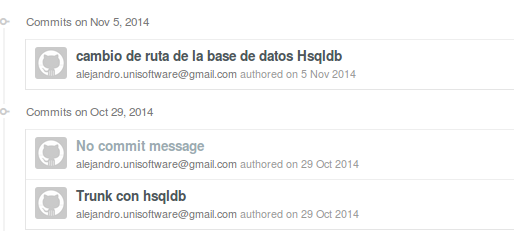 Commits on Nov 5, 2014
cambio de ruta de la base de datos Hsqldb
alejandro.unisoftware@gmail.com authored on 5 Nov 2014
Commits on Oct 29, 2014
No commit message
alejandro.unisoftware@gmail.com authored on 29 Oct 2014
Trunk con hsqldb
alejandro.unisoftware@gmail.com authored on 29 Oct 2014